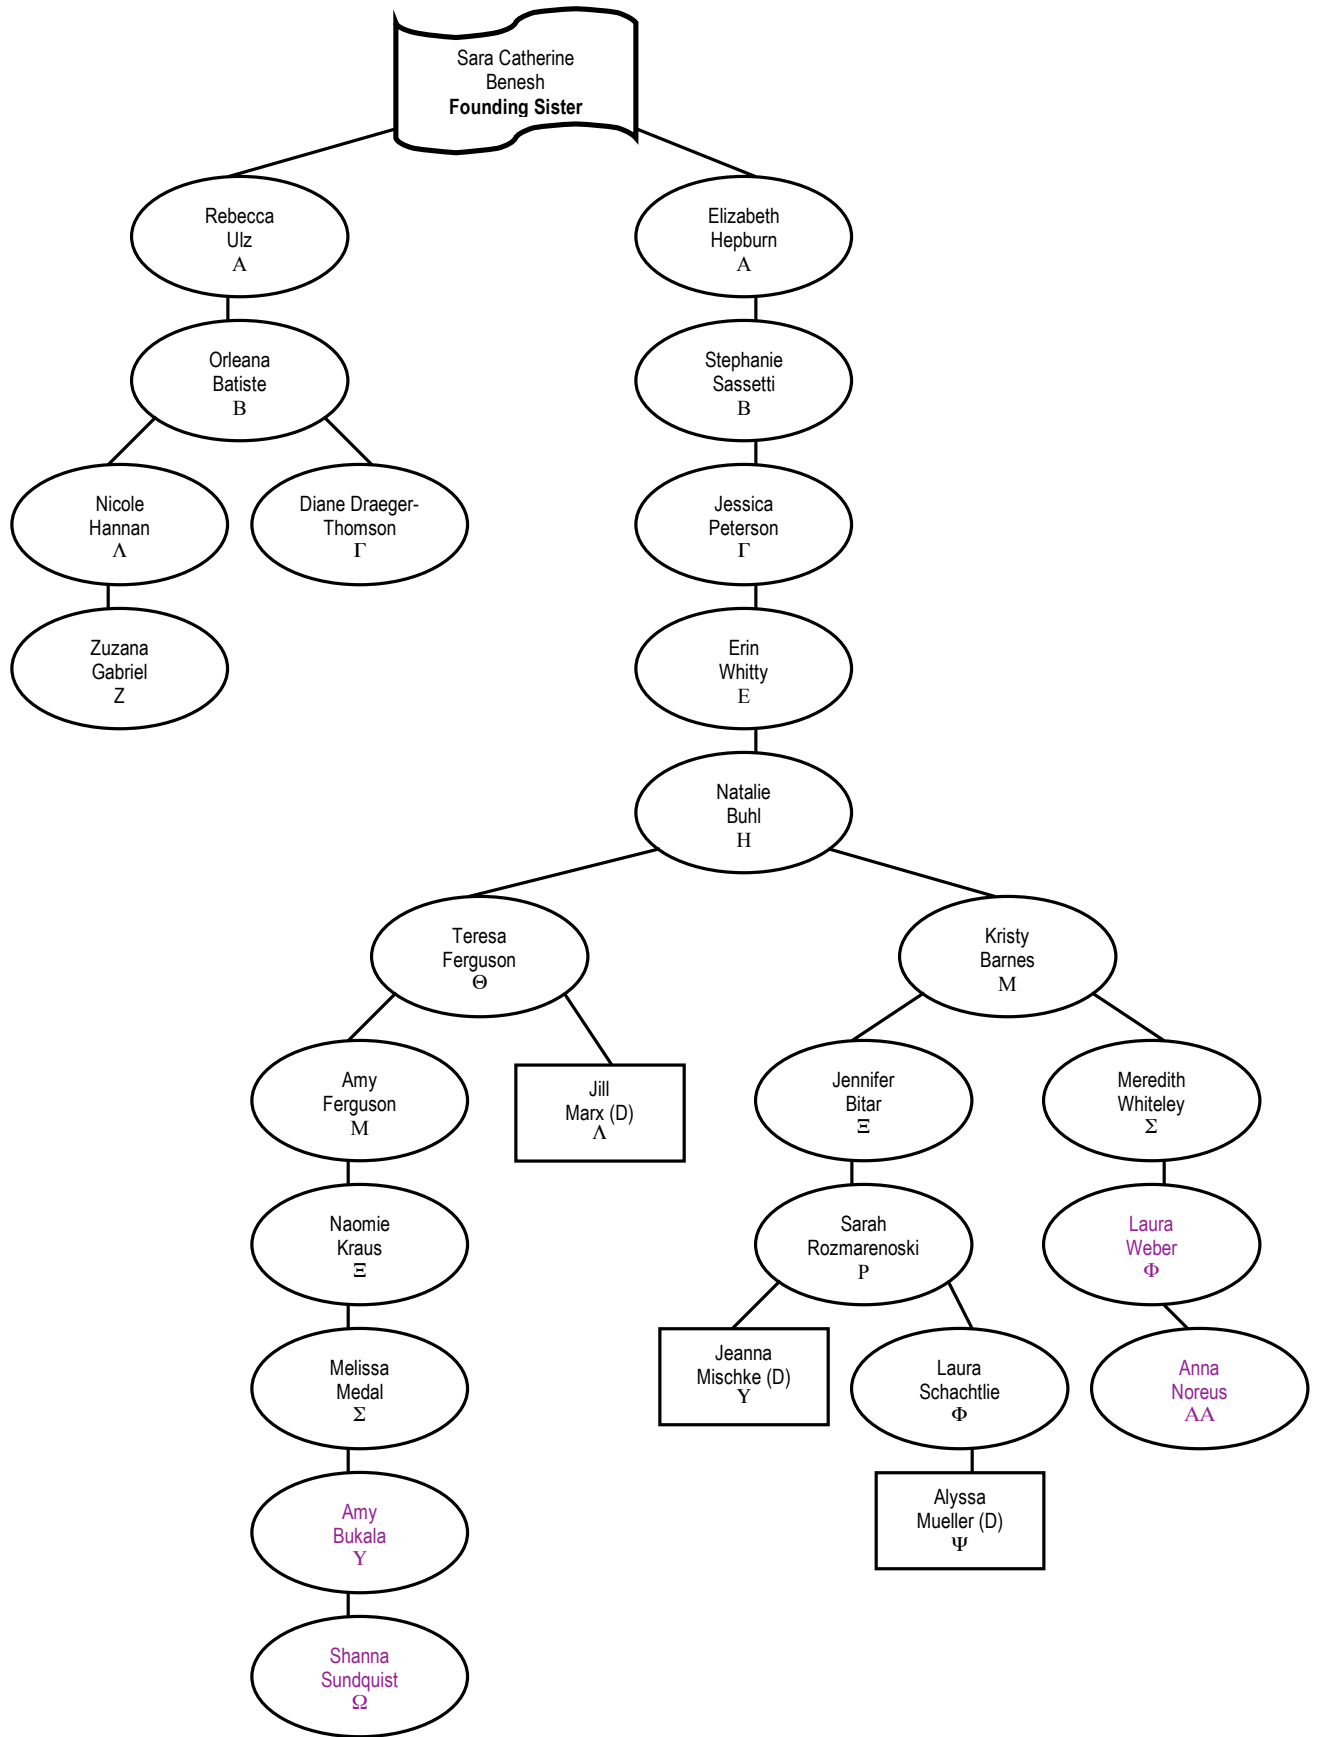 Sara Catherine
Benesh
Founding Sister
Rebecca
Ulz
Α
Elizabeth
Hepburn
Α
Orleana
Batiste
Β
Stephanie
Sassetti
Β
Nicole
Hannan
Λ
Diane Draeger-
Thomson
Γ
Jessica
Peterson
Γ
Zuzana
Gabriel
Z
Erin
Whitty
Ε
Natalie
Buhl
Η
Teresa
Ferguson
Θ
Kristy
Barnes
Μ
Amy
Ferguson
Μ
Jill
Marx (D)
Λ
Jennifer
Bitar
Ξ
Meredith
Whiteley
Σ
Naomie
Kraus
Ξ
Sarah
Rozmarenoski
Ρ
Laura
Weber
Φ
Melissa
Medal
Σ
Jeanna
Mischke (D)
Υ
Laura
Schachtlie
Φ
Anna
Noreus
ΑΑ
Amy
Bukala
Υ
Alyssa
Mueller (D)
Ψ
Shanna
Sundquist
Ω